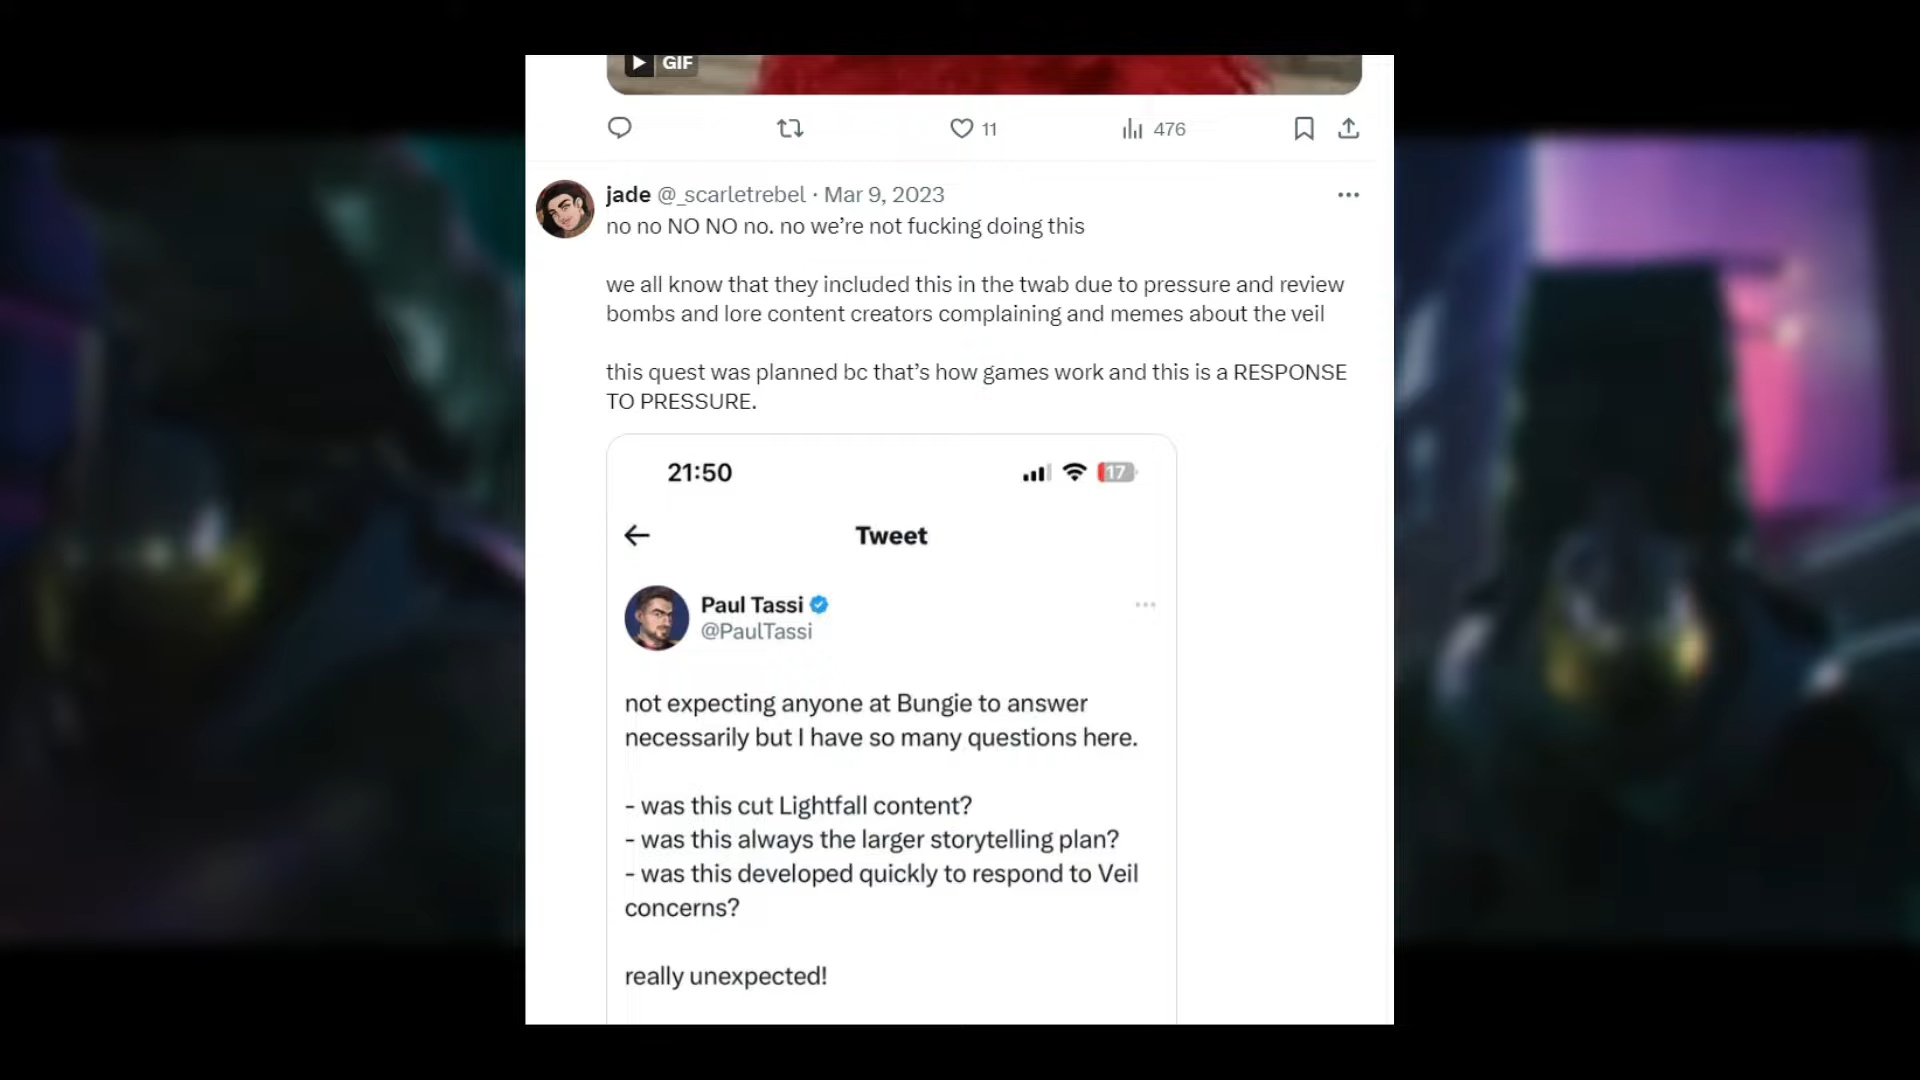 GIF
11 476
jade @_scarletrebel · Mar 9, 2023
no no NO NO no. no we’re not fucking doing this
we all know that they included this in the twab due to pressure and review
bombs and lore content creators complaining and memes about the veil
this quest was planned bc that’s how games work and this is a RESPONSE
TO PRESSURE.
21:50 17
Tweet
Paul Tassi
@PaulTassi
not expecting anyone at Bungie to answer
necessarily but I have so many questions here.
- was this cut Lightfall content?
- was this always the larger storytelling plan?
- was this developed quickly to respond to Veil
concerns?
really unexpected!